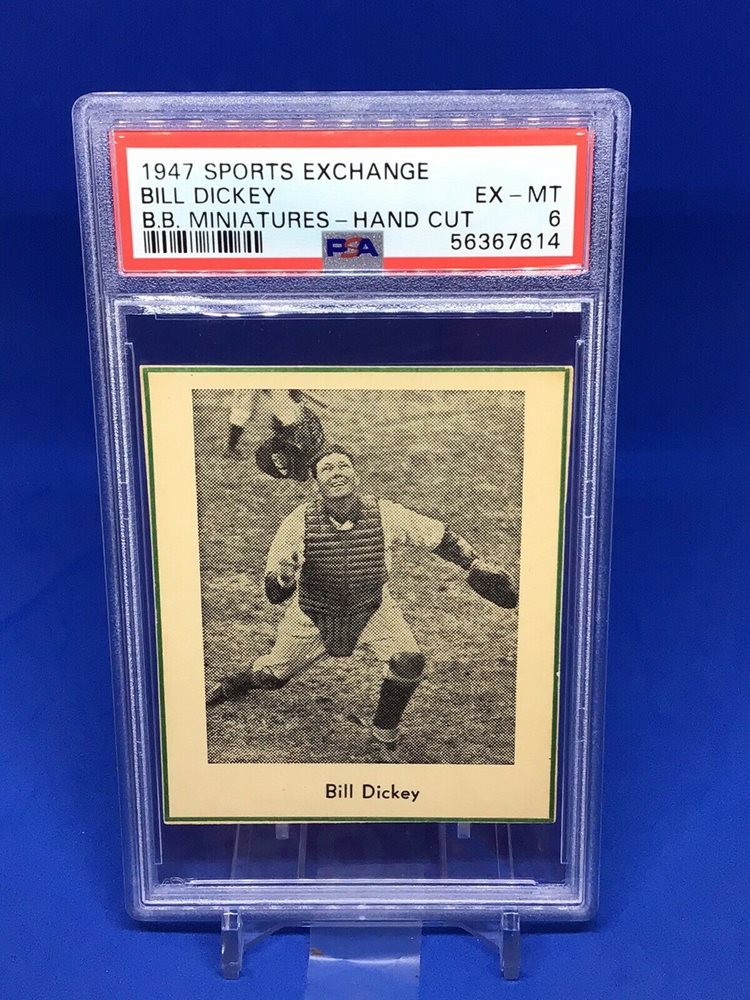 1947 SPORTS EXCHANGE
BILL DICKEY EX - MT
B.B. MINIATURES - HAND CUT 6
PSA 56367614
Bill Dickey